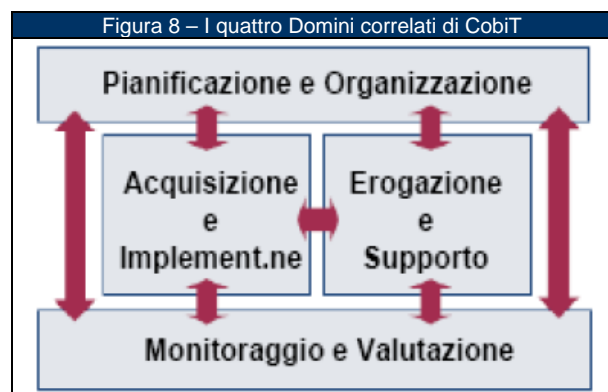 Figura 8 – I quattro Domini correlati di CobiT
Pianificazione e Organizzazione
Acquisizione
e
Implement.ne
Erogazione
e
Supporto
Monitoraggio e Valutazione